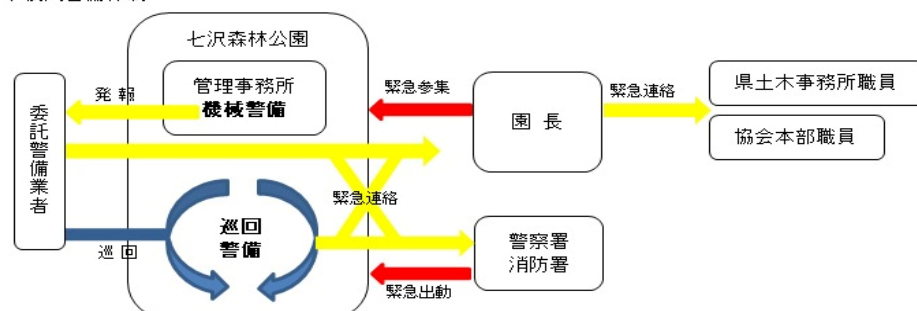 七沢森林公園
管理事務所
機械警備
発報
委託警備業者
緊急参集
園長
緊急連絡
県土木事務所職員
協会本部職員
緊急連絡
巡回
警備
巡回
警察署
消防署
緊急出動